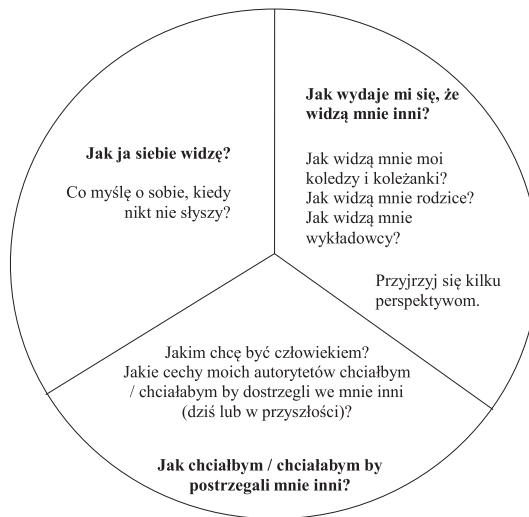 Jak ja siebie widzę?
Co myślę o sobie, kiedy
nikt nie słyszy?
Jak wydaje mi się, że
widzą mnie inni?
Jak widzą mnie moi
koledzy i koleżanki?
Jak widzą mnie rodzice?
Jak widzą mnie
wykładowcy?
Przyjrzyj się kilku
perspektywom.
Jakim chcę być człowiekiem?
Jakie cechy moich autorytetów chciałbym
/ chciałabym by dostrzegli we mnie inni
(dziś lub w przyszłości)?
Jak chciałbym / chciałabym by
postrzegali mnie inni?